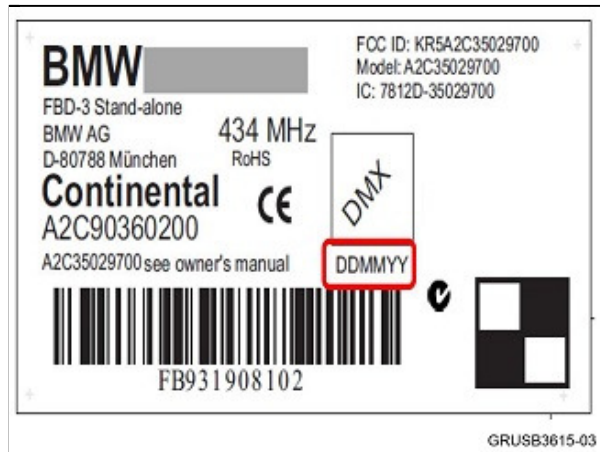 BMW
FBD-3 Stand-alone
BMW AG
D-80788 München
434 MHz
RoHS
Continental
CE
A2C90360200
A2C35029700 see owner's manual
FB931908102
FCC ID: KR5A2C35029700
Model: A2C35029700
IC: 7812D-35029700
DMX
DDMMYY
GRUSB3615-03